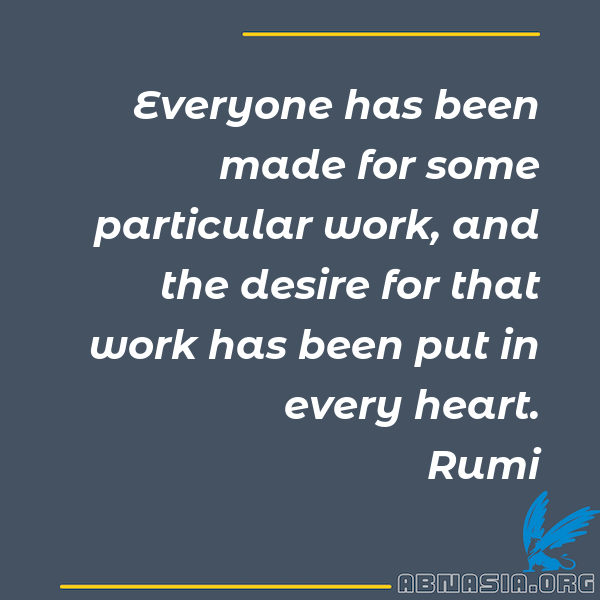 Everyone has been
made for some
particular work, and
the desire for that
work has been put in
every heart.
Rumi
ABNASIA.ORG